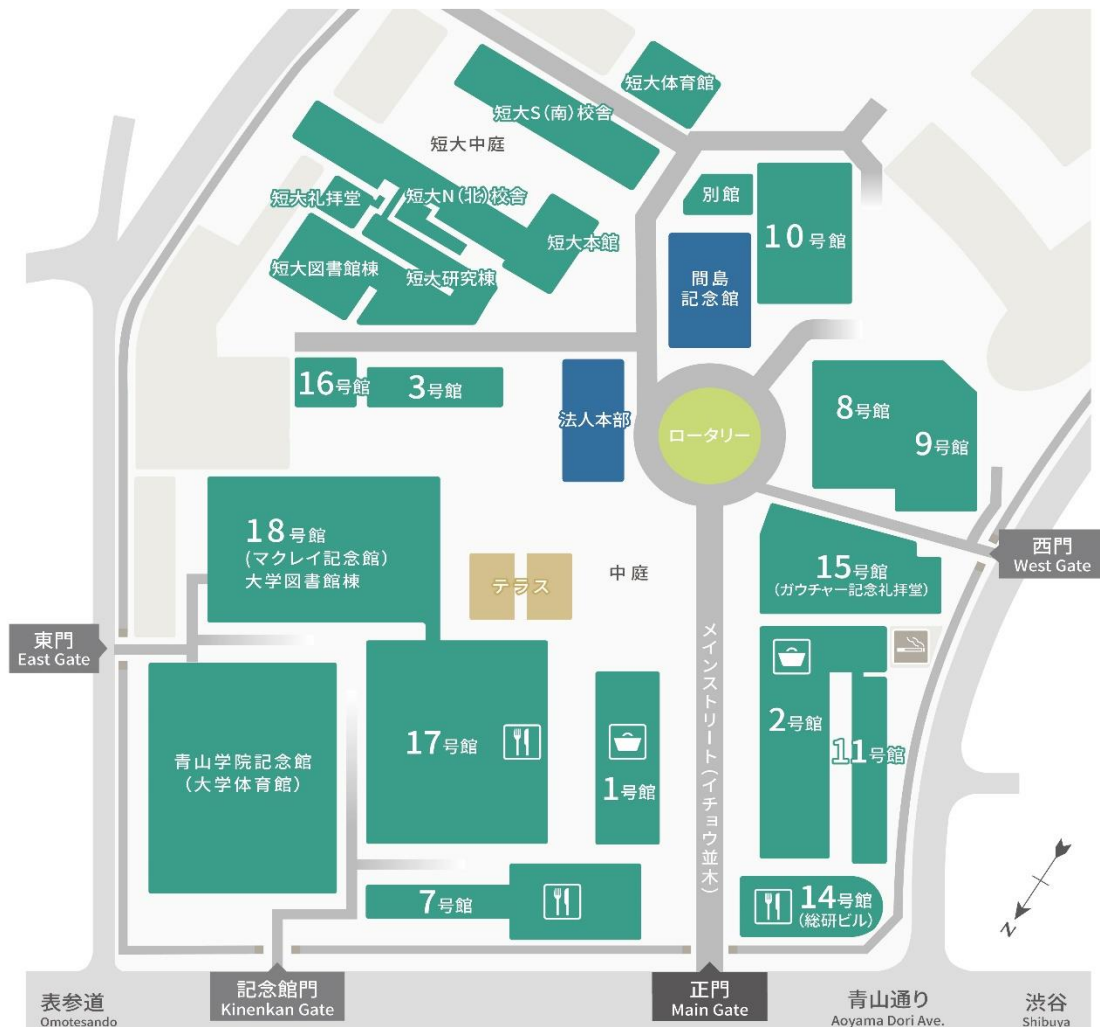 短大体育館
短大S(南)校舎
短大中庭
別館
10号館
短大礼拝堂
短大N(北)校舎
短大本館
短大図書館棟
短大研究棟
間島
記念館
16号館
3号館
法人本部
ロータリー
8号館
9号館
18号館
(マクレイ記念館)
大学図書館棟
テラス
中庭
15号館
(ガウチャー記念礼拝堂)
西門
West Gate
東門
East Gate
メインストリート(イチョウ並木)
青山学院記念館
(大学体育館)
17号館
1号館
2号館
11号館
7号館
14号館
(総研ビル)
N
表参道
Omotesando
記念館門
Kinenkan Gate
正門
Main Gate
青山通り
Aoyama Dori Ave.
渋谷
Shibuya